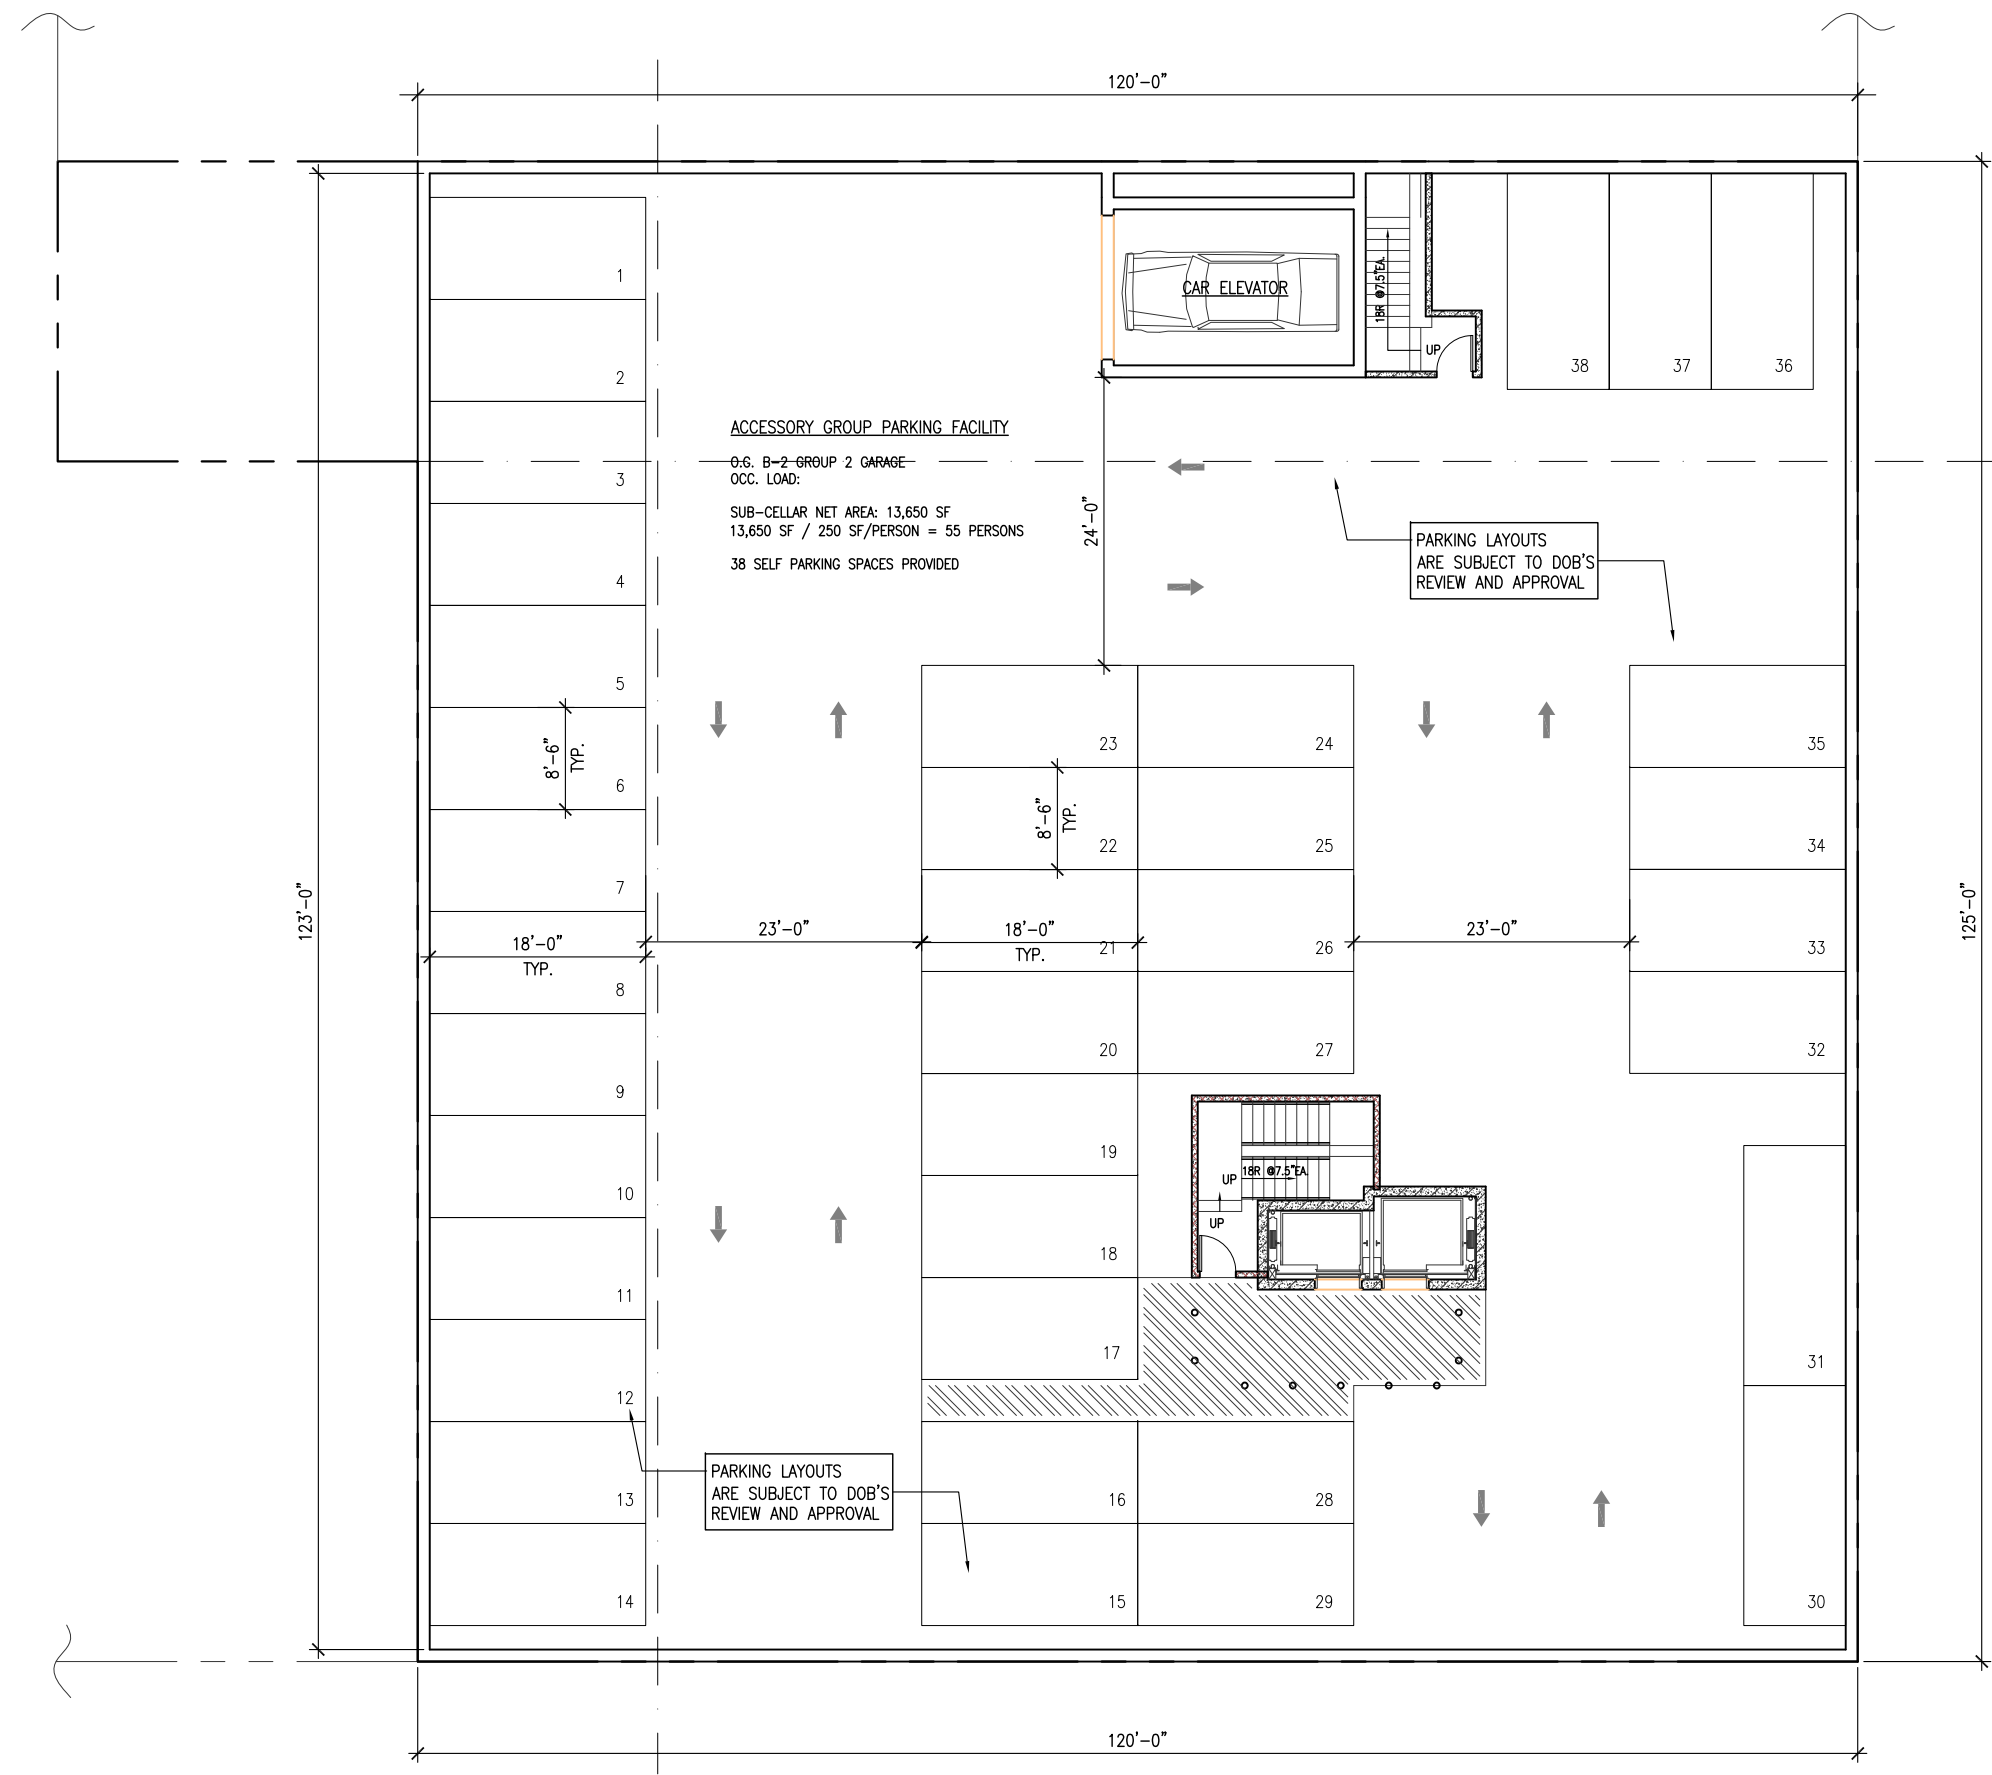 120'-0"
1
2
3
4
5
6
7
8
9
10
11
12
13
14
8'-6"
TYP.
18'-0"
TYP.
23'-0"
123'-0"
CAR ELEVATOR
18R @7.5"EA.
UP
38
37
36
ACCESSORY GROUP PARKING FACILITY
O.G. B-2 GROUP 2 GARAGE
OCC. LOAD:
SUB-CELLAR NET AREA: 13,650 SF
13,650 SF / 250 SF/PERSON = 55 PERSONS
38 SELF PARKING SPACES PROVIDED
24'-0"
PARKING LAYOUTS
ARE SUBJECT TO DOB'S
REVIEW AND APPROVAL
23
24
35
8'-6"
TYP.
22
25
34
18'-0"
TYP.
21
26
23'-0"
33
125'-0"
20
27
32
19
18R @7.5"EA.
UP
UP
18
17
31
PARKING LAYOUTS
ARE SUBJECT TO DOB'S
REVIEW AND APPROVAL
16
28
15
29
30
120'-0"